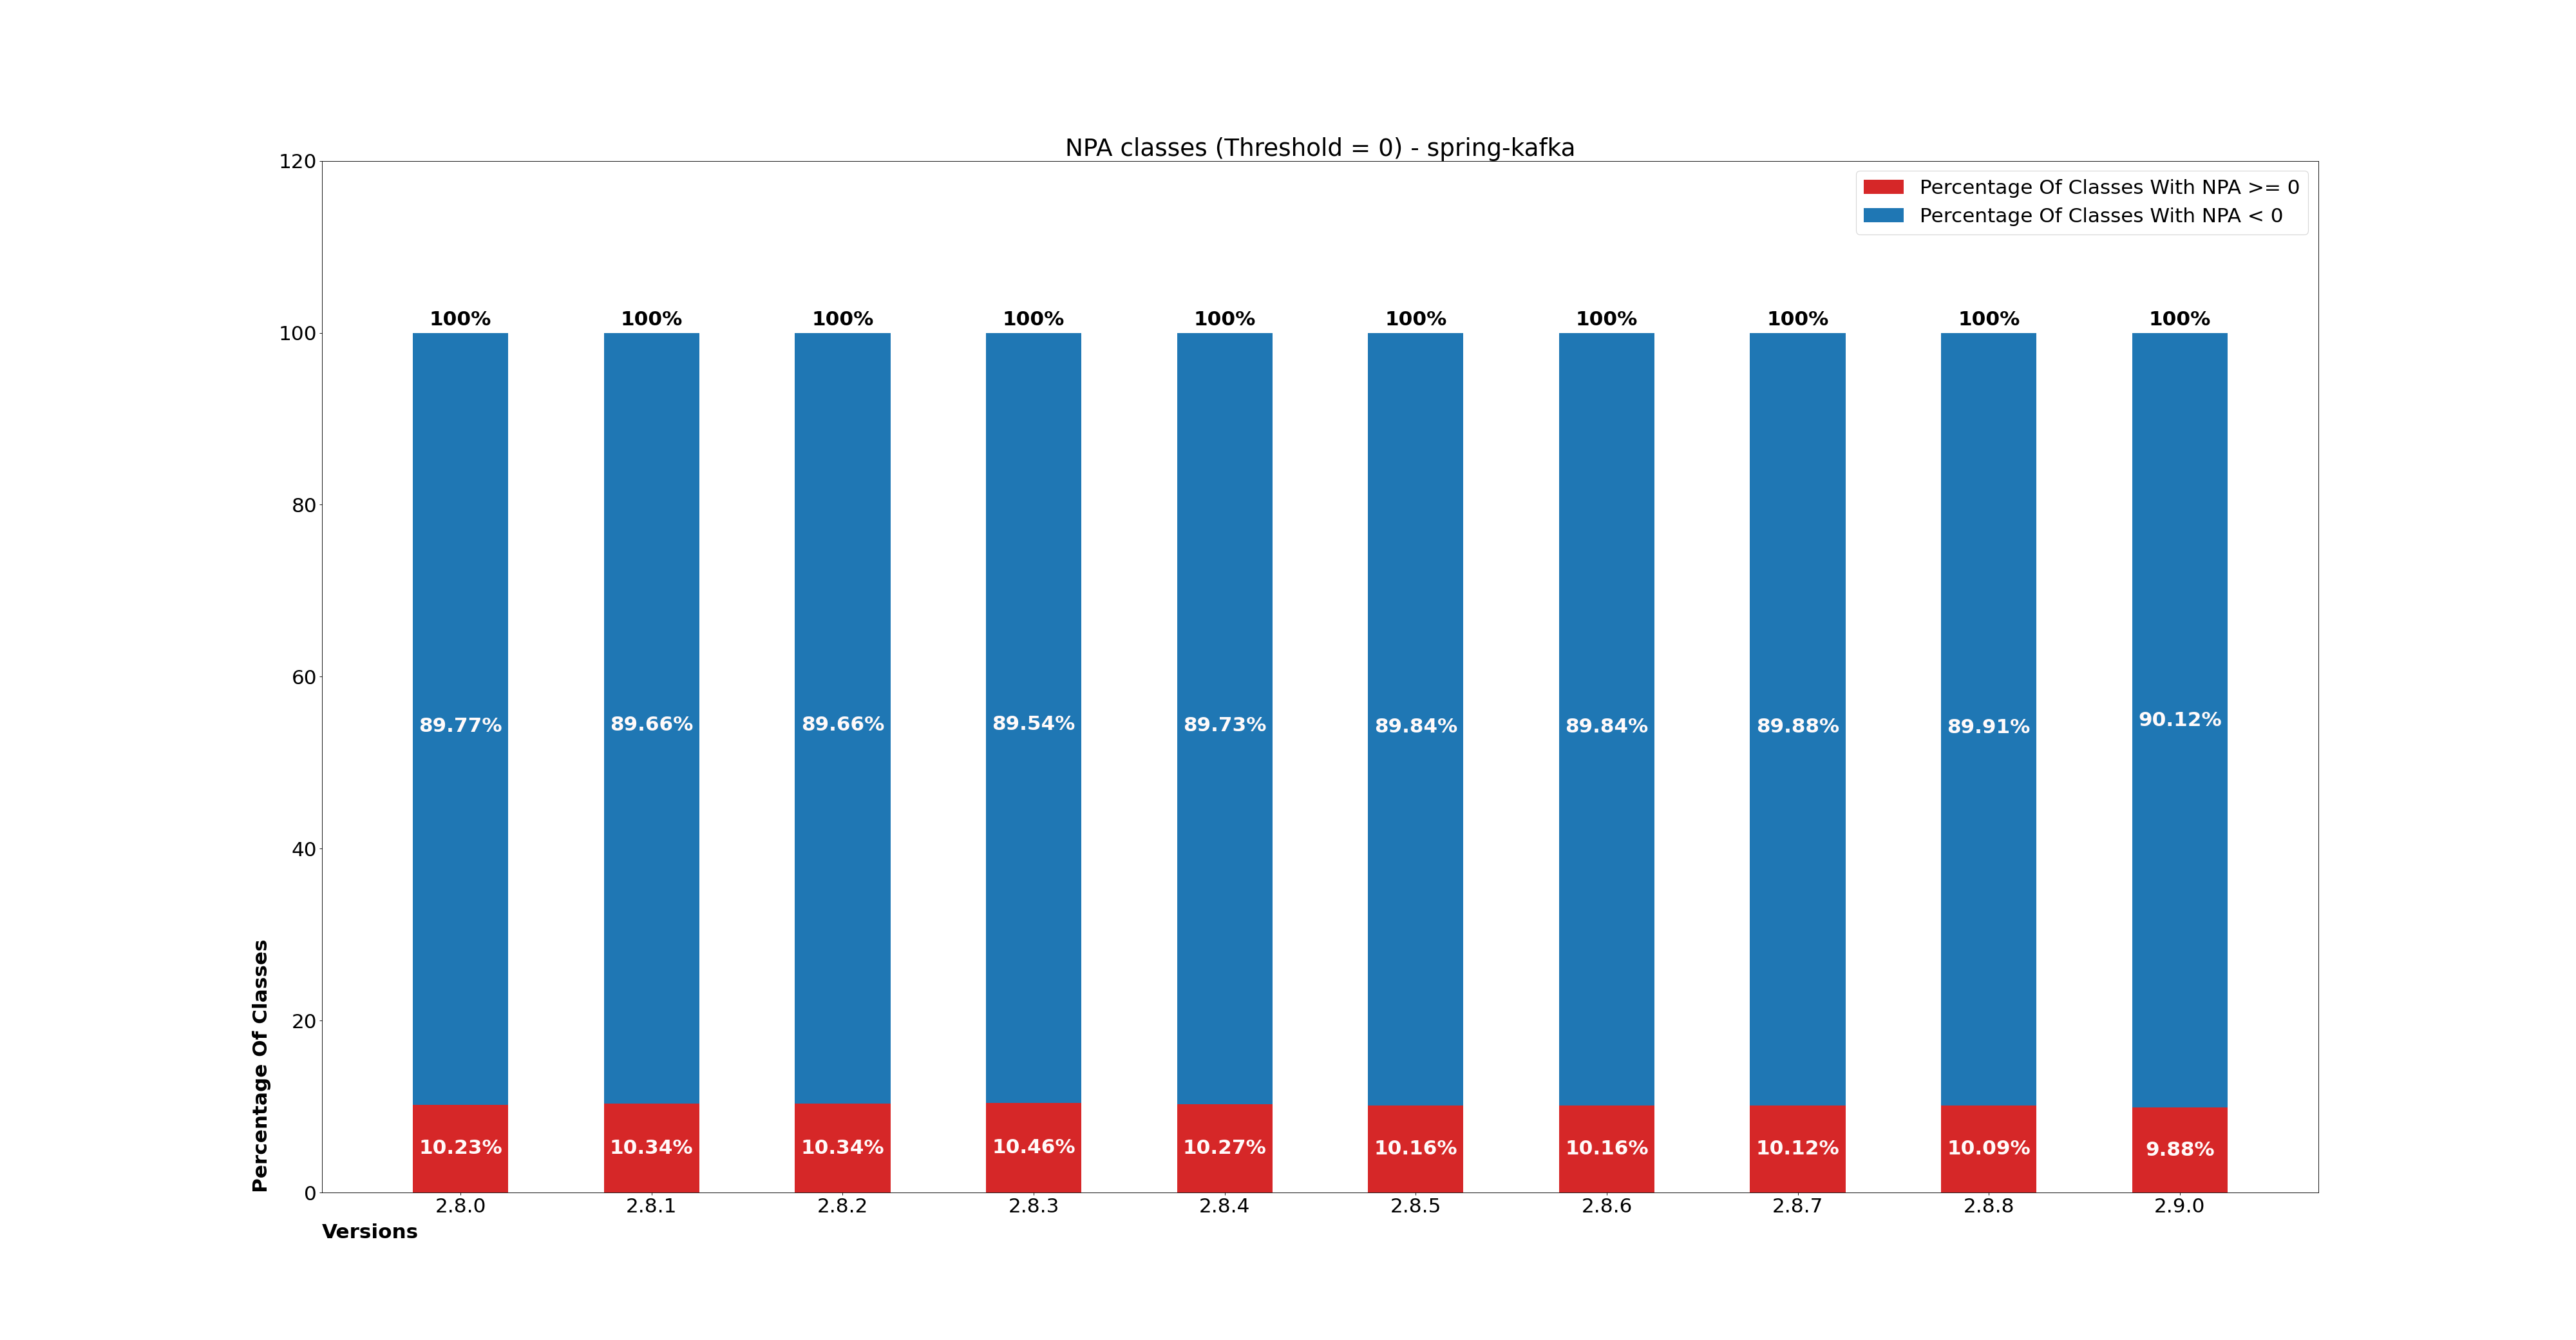 NPA classes (Threshold = 0) - spring-kafka
Percentage Of Classes With NPA >= 0
Percentage Of Classes With NPA < 0
120
100
80
60
40
20
0
Percentage Of Classes
100% 100% 100% 100% 100% 100% 100% 100% 100% 100%
89.77% 89.66% 89.66% 89.54% 89.73% 89.84% 89.84% 89.88% 89.91% 90.12%
10.23% 10.34% 10.34% 10.46% 10.27% 10.16% 10.16% 10.12% 10.09% 9.88%
2.8.0 2.8.1 2.8.2 2.8.3 2.8.4 2.8.5 2.8.6 2.8.7 2.8.8 2.9.0
Versions